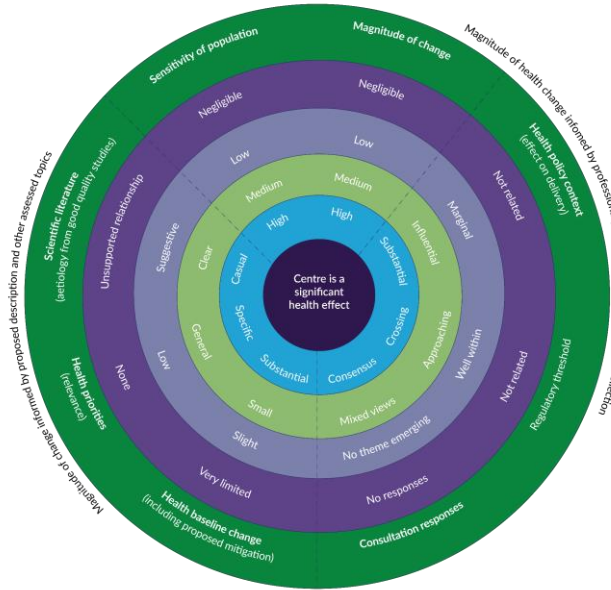 Sensitivity of population
Magnitude of change
Magnitude of health change infomed by profession
Health policy context
(effect on delivery)
Regulatory threshold
Consultation responses
Health baseline change
(including proposed mitigation)
Health priorities
(relevance)
Scientific literature
(aetiology from good quality studies)
Magnitude of change informed by proposed description and other assessed topics
Negligible
Negligible
Not related
Not related
No responses
Very limited
None
Unsupported relationship
Low
Low
Marginal
Well within
No theme emerging
Slight
Low
Suggestive
Medium
Medium
Influential
Approaching
Mixed views
Small
General
Clear
High
High
Substantial
Crossing
Consensus
Substantial
Specific
Casual
Centre is a
significant
health effect